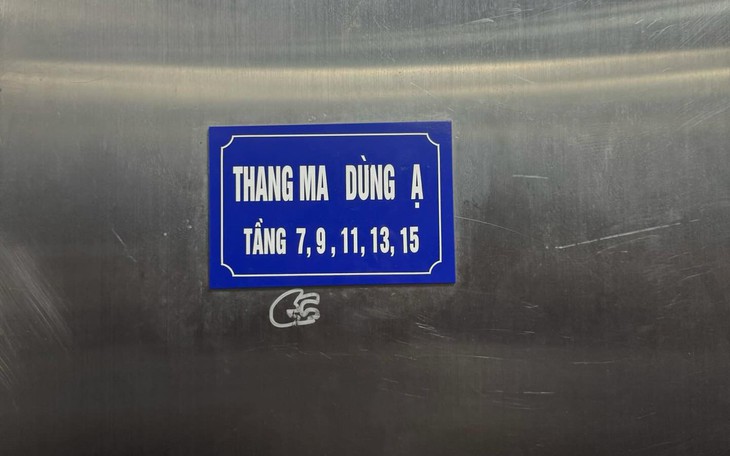 THANG MA DÙNG Ạ
TẦNG 7, 9, 11, 13, 15